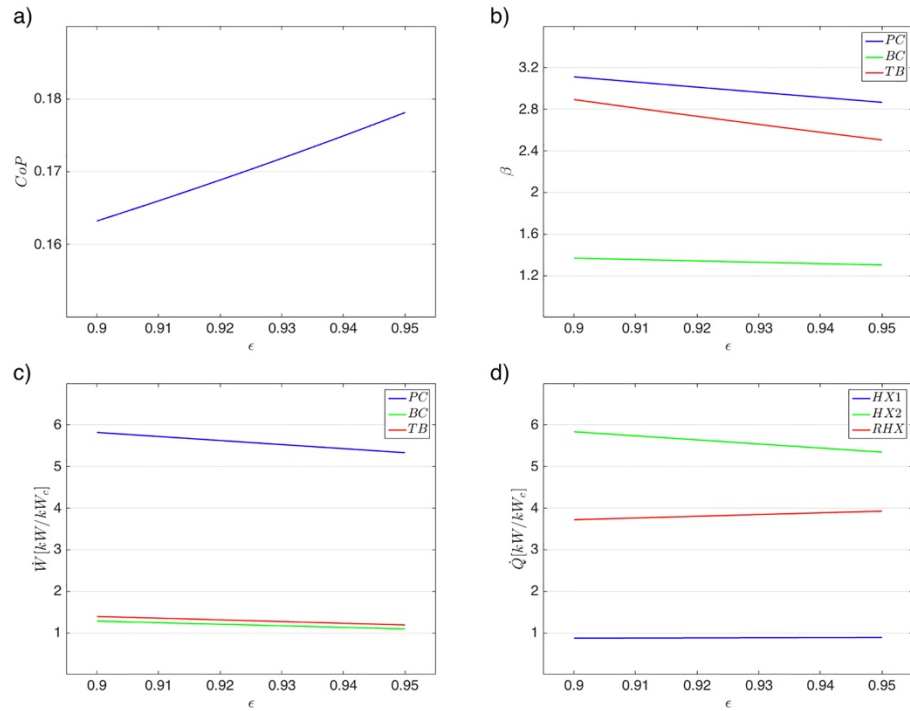 a)
0.18
0.17
0.16
CoP
0.9 0.91 0.92 0.93 0.94 0.95
ϵ
b)
PC
BC
TB
3.2
2.8
2.4
2
1.6
1.2
β
0.9 0.91 0.92 0.93 0.94 0.95
ϵ
c)
PC
BC
TB
6
5
4
3
2
1
Ẇ[kW/kW_c]
0.9 0.91 0.92 0.93 0.94 0.95
ϵ
d)
HX1
HX2
RHX
6
5
4
3
2
1
Q̇[kW/kW_c]
0.9 0.91 0.92 0.93 0.94 0.95
ϵ